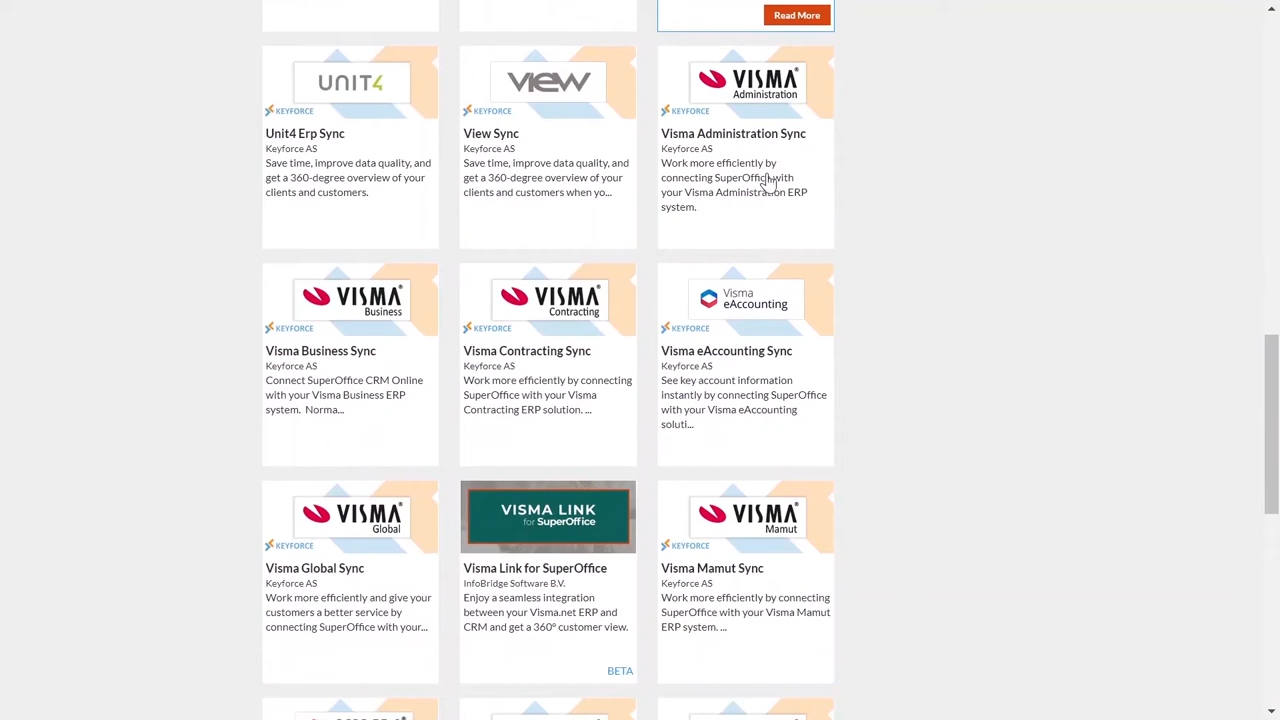 Read More
UNIT4
KEYFORCE
Unit4 Erp Sync
Keyforce AS
Save time, improve data quality, and
get a 360-degree overview of your
clients and customers.
VIEW
KEYFORCE
View Sync
Keyforce AS
Save time, improve data quality, and
get a 360-degree overview of your
clients and customers when yo...
VISMA®
Administration
KEYFORCE
Visma Administration Sync
Keyforce AS
Work more efficiently by
connecting SuperOffice with
your Visma Administration ERP
system.
VISMA®
Business
KEYFORCE
Visma Business Sync
Keyforce AS
Connect SuperOffice CRM Online
with your Visma Business ERP
system.  Norma...
VISMA®
Contracting
KEYFORCE
Visma Contracting Sync
Keyforce AS
Work more efficiently by connecting
SuperOffice with your Visma
Contracting ERP solution. ...
Visma
eAccounting
KEYFORCE
Visma eAccounting Sync
Keyforce AS
See key account information
instantly by connecting SuperOffice
with your Visma eAccounting
soluti...
VISMA®
Global
KEYFORCE
Visma Global Sync
Keyforce AS
Work more efficiently and give your
customers a better service by
connecting SuperOffice with your...
VISMA LINK
for SuperOffice
Visma Link for SuperOffice
InfoBridge Software B.V.
Enjoy a seamless integration
between your Visma.net ERP and
CRM and get a 360° customer view.
BETA
VISMA®
Mamut
KEYFORCE
Visma Mamut Sync
Keyforce AS
Work more efficiently by connecting
SuperOffice with your Visma Mamut
ERP system. ...